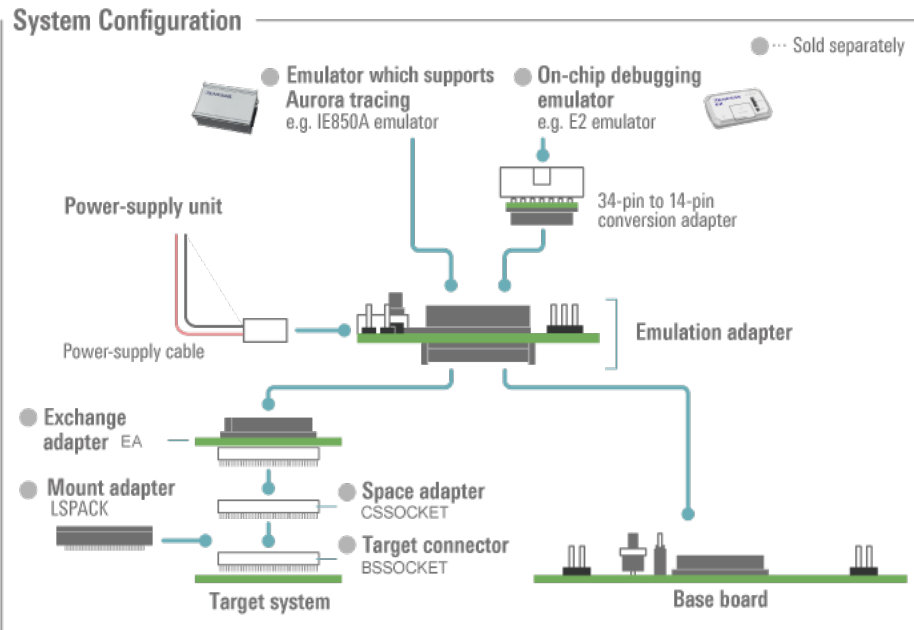 System Configuration
●··· Sold separately
Emulator which supports
Aurora tracing
e.g. IE850A emulator
On-chip debugging
emulator
e.g. E2 emulator
34-pin to 14-pin
conversion adapter
Power-supply unit
Power-supply cable
Emulation adapter
Exchange
adapter EA
Mount adapter
LSPACK
Space adapter
CSSOCKET
Target connector
BSSOCKET
Target system
Base board